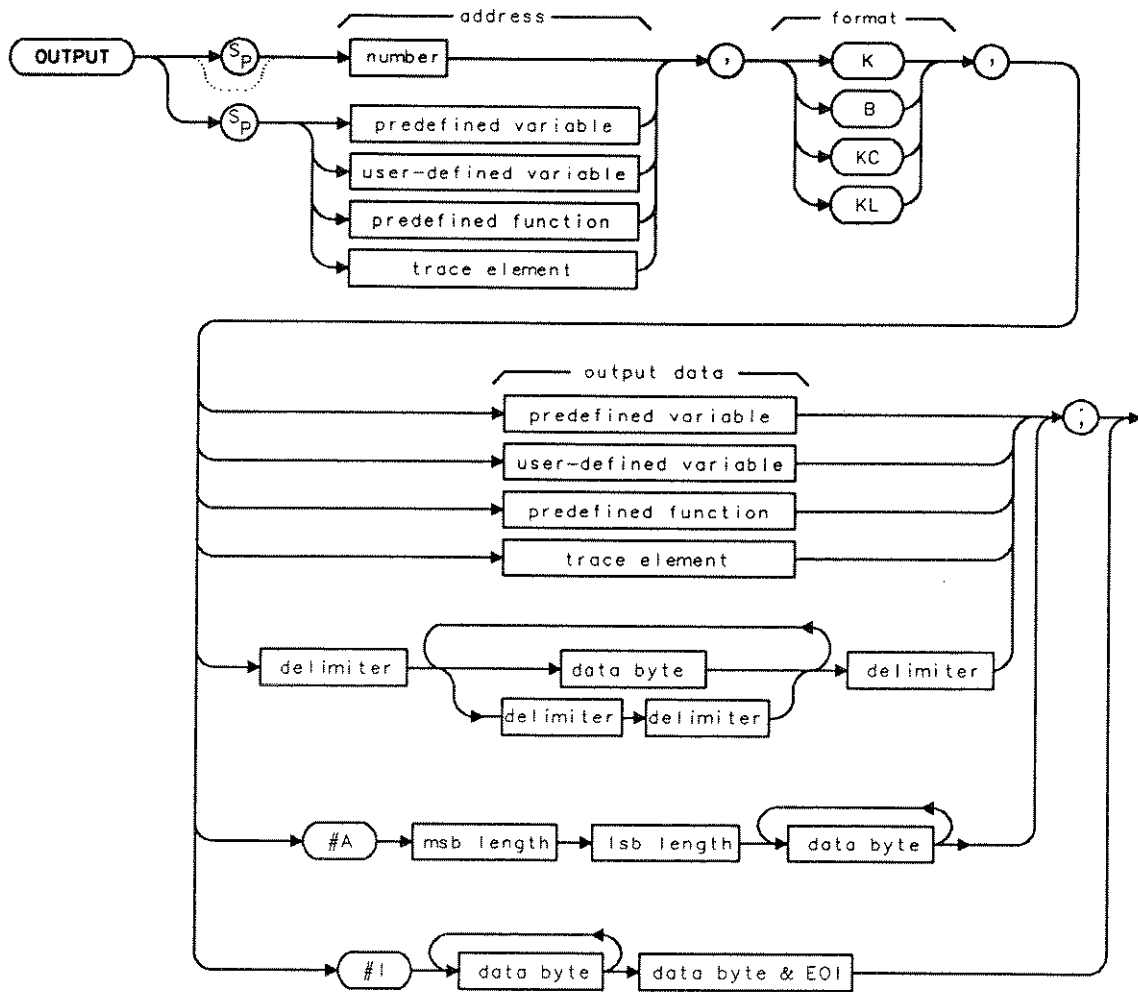 address
format
OUTPUT
SP
number
,
K
,
B
SP
predefined variable
KC
user-defined variable
KL
predefined function
trace element
output data
predefined variable
;
user-defined variable
predefined function
trace element
delimiter
data byte
delimiter
delimiter
delimiter
#A
msb length
lsb length
data byte
#I
data byte
data byte & EOI